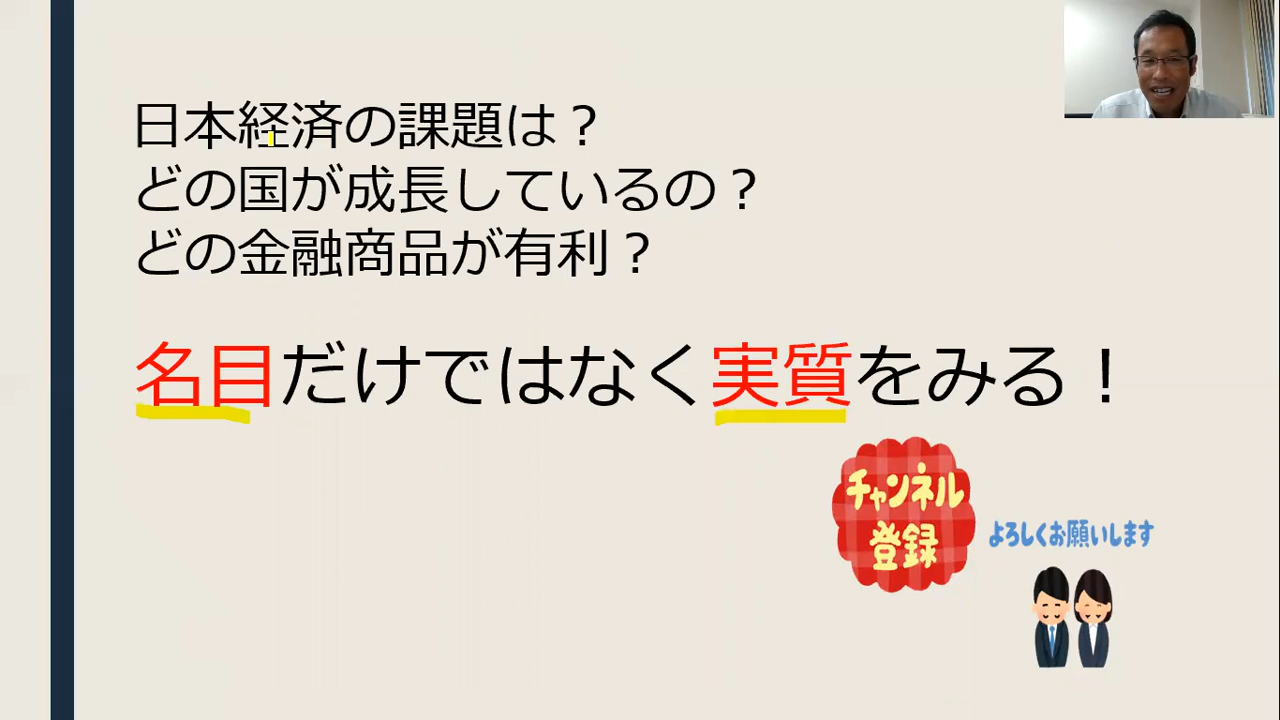 日本経済の課題は？
どの国が成長しているの？
どの金融商品が有利？
名目だけではなく実質をみる！
チャンネル
登録
よろしくお願いします